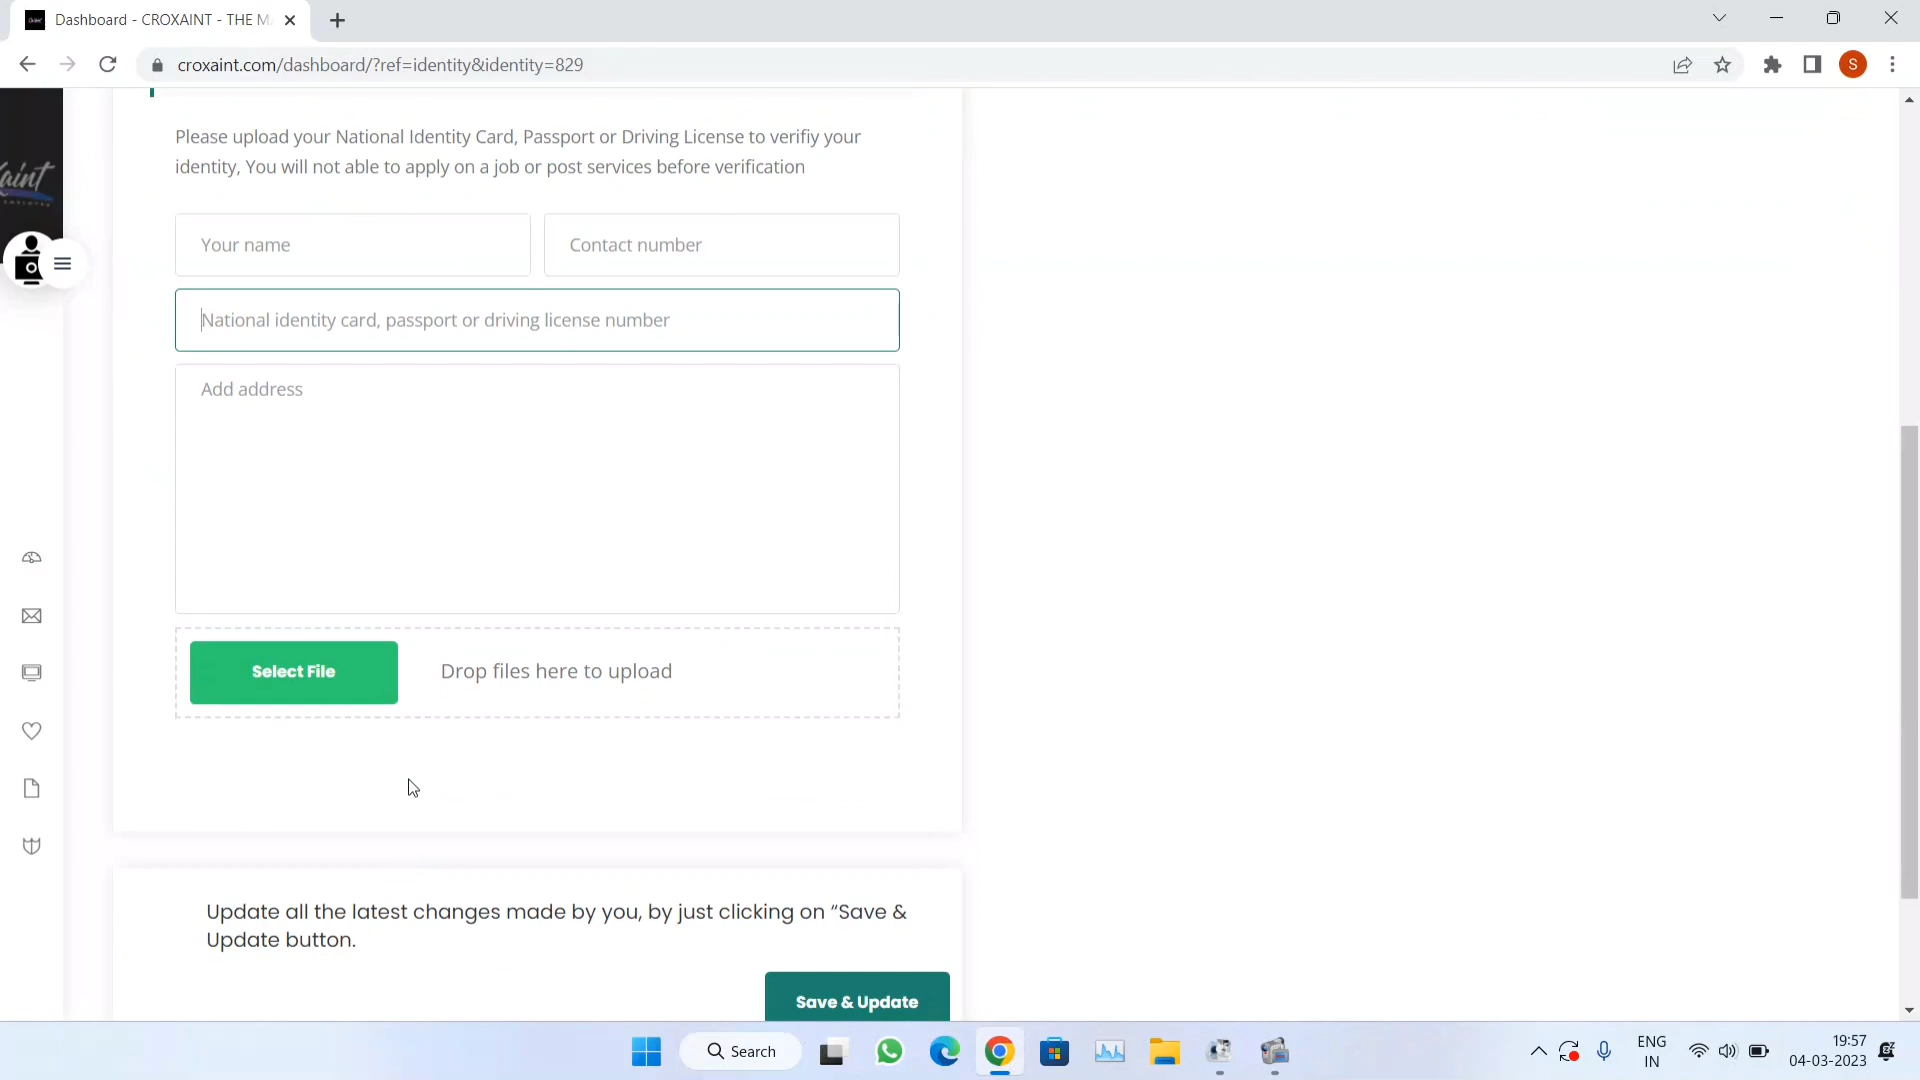 Dashboard - CROXAINT - THE M
croxaint.com/dashboard/?ref=identity&identity=829
S
aint
Please upload your National Identity Card, Passport or Driving License to verifiy your
identity, You will not able to apply on a job or post services before verification
Your name
Contact number
National identity card, passport or driving license number
Add address
Select File
Drop files here to upload
Update all the latest changes made by you, by just clicking on “Save &
Update button.
Save & Update
Search
ENG
IN
19:57
04-03-2023